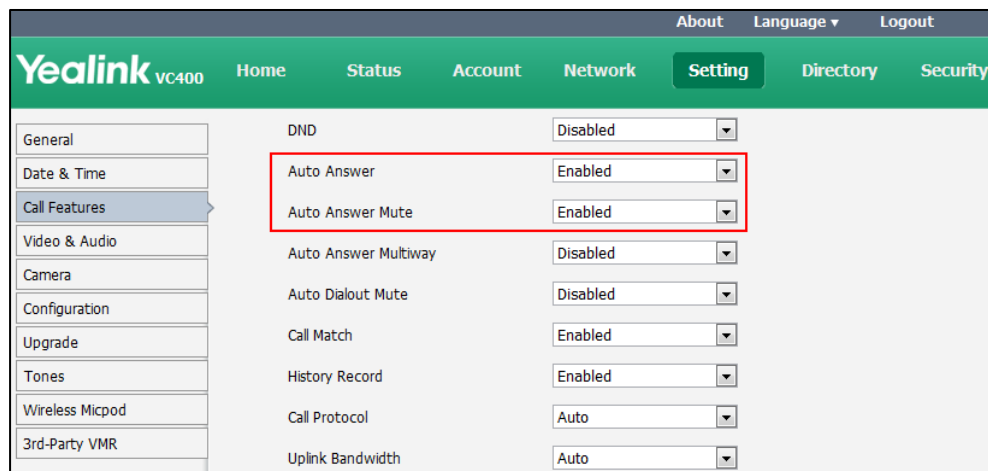 About Language ▾ Logout
Yealink VC400 Home Status Account Network Setting Directory Security
General
Date & Time
Call Features
Video & Audio
Camera
Configuration
Upgrade
Tones
Wireless Micpod
3rd-Party VMR
DND Disabled
Auto Answer Enabled
Auto Answer Mute Enabled
Auto Answer Multiway Disabled
Auto Dialout Mute Disabled
Call Match Enabled
History Record Enabled
Call Protocol Auto
Uplink Bandwidth Auto